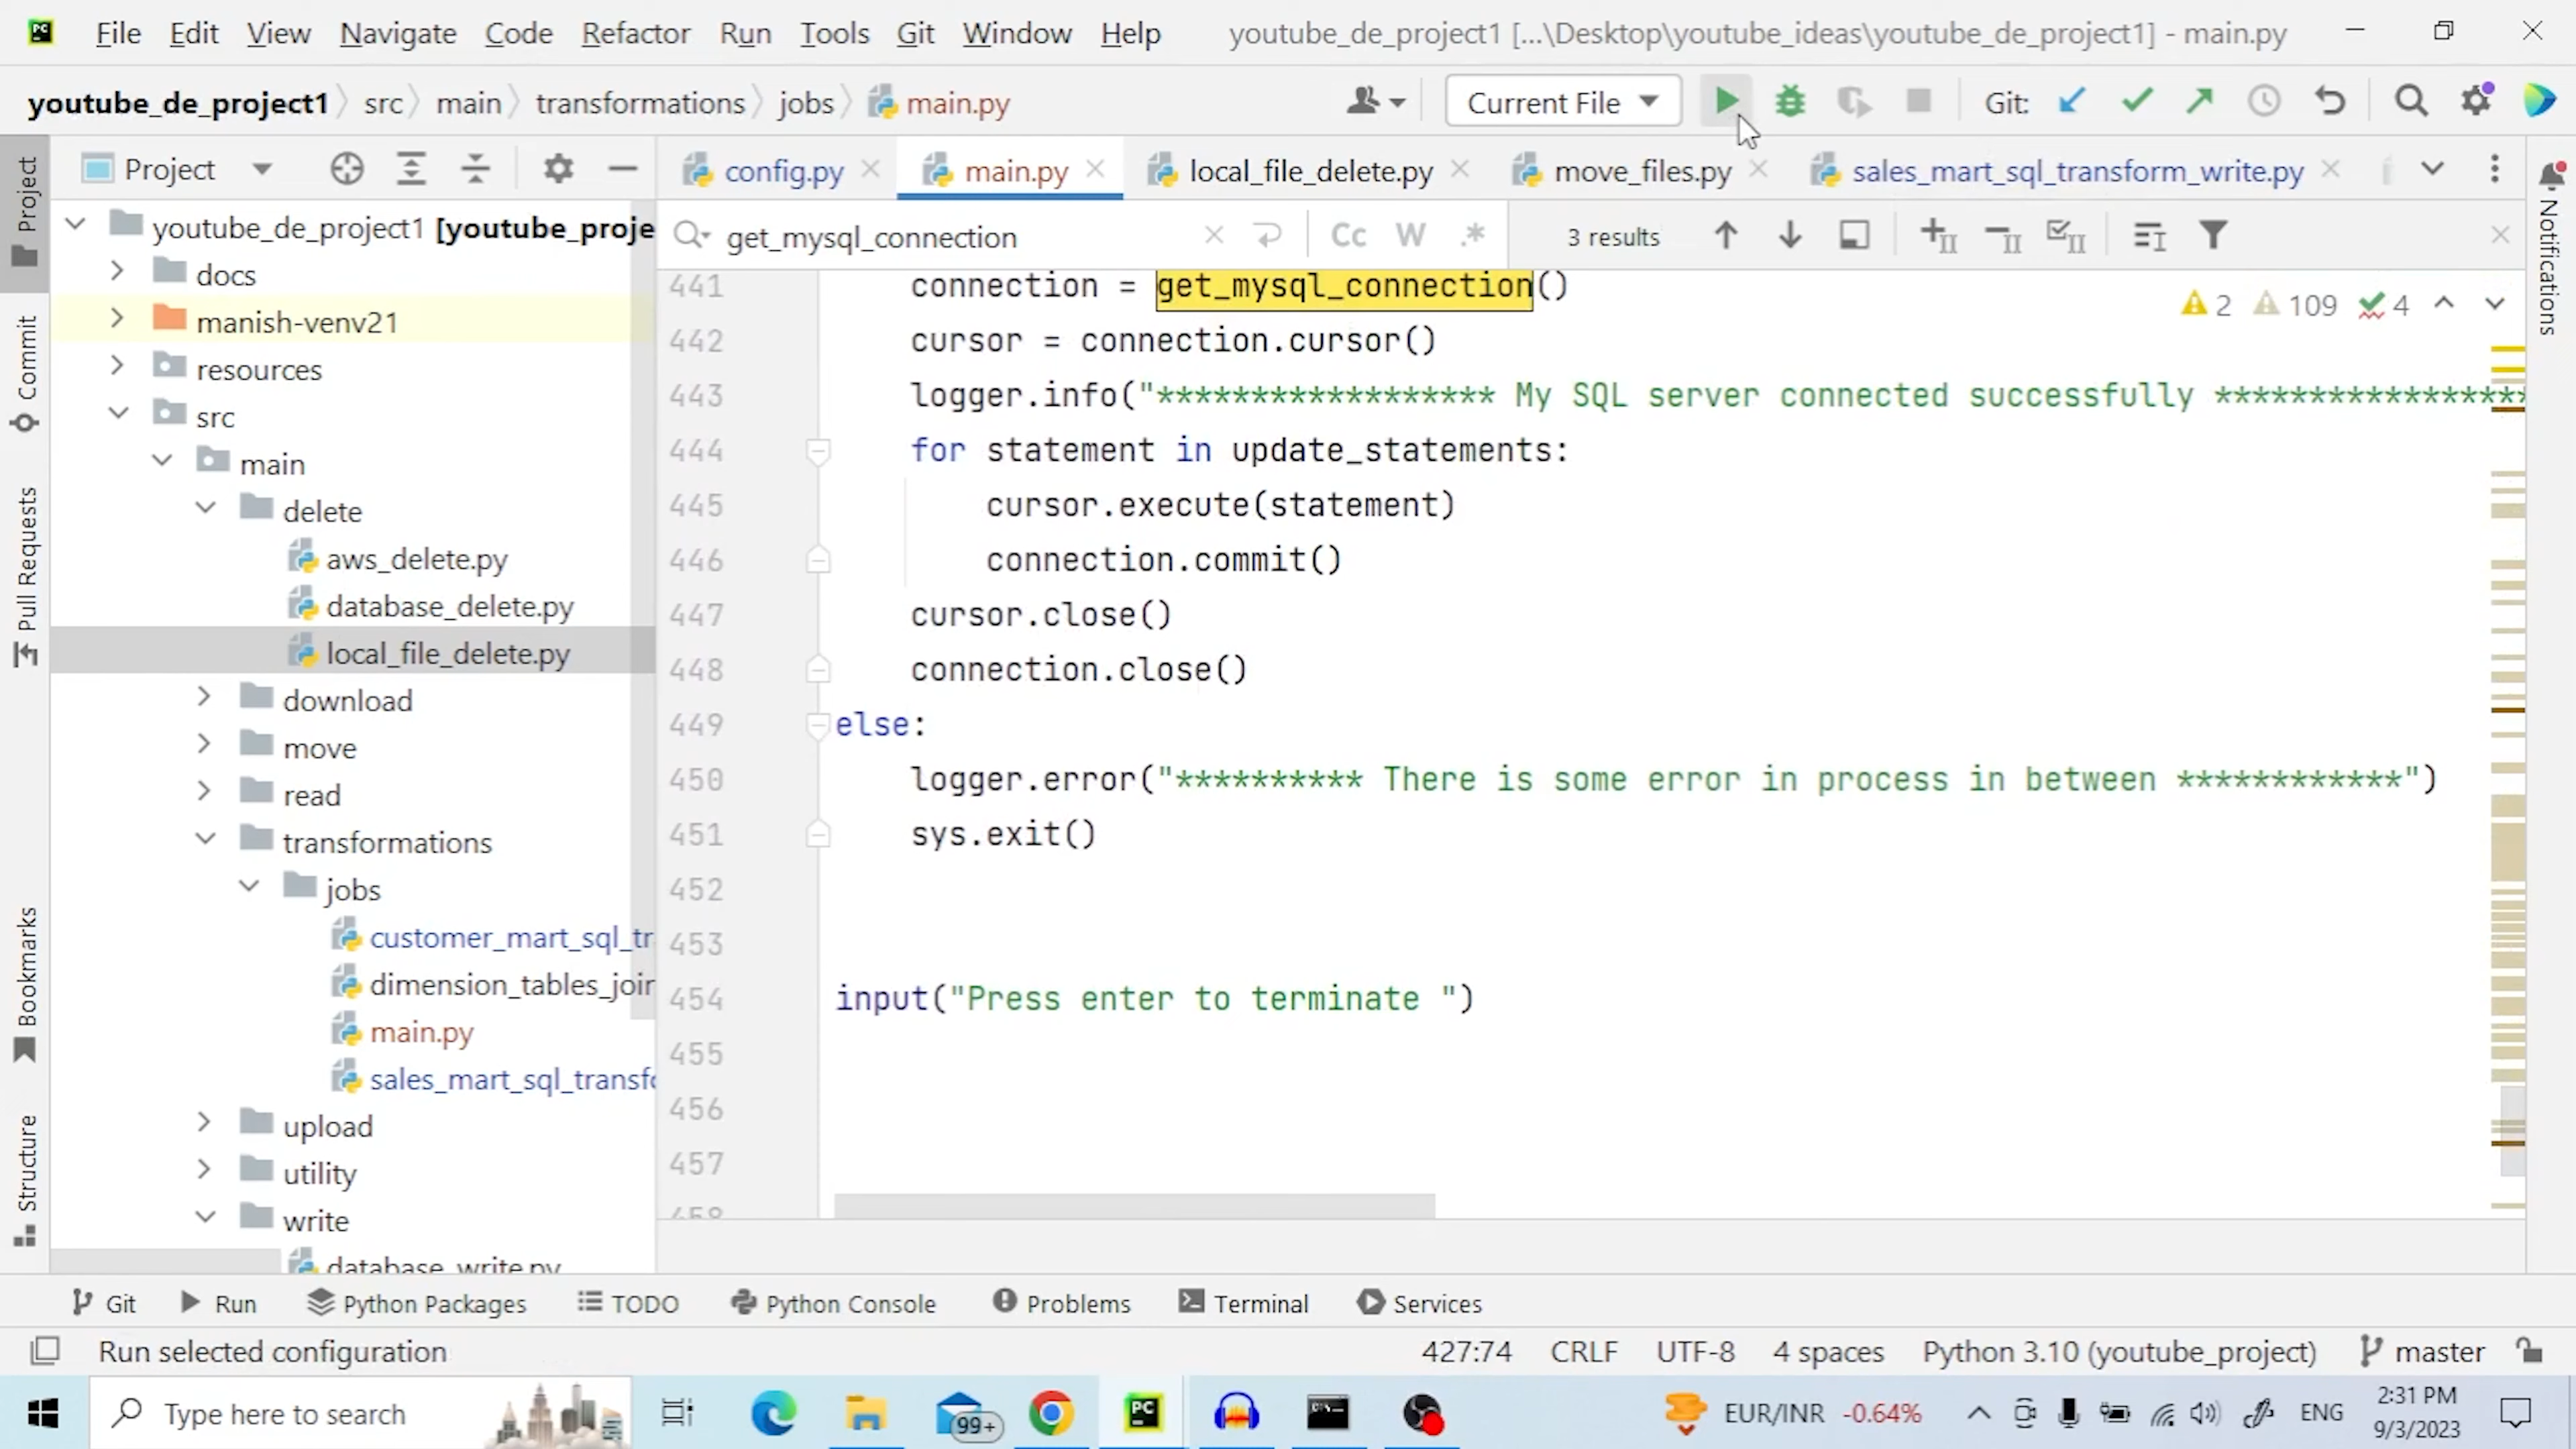 File Edit View Navigate Code Refactor Run Tools Git Window Help youtube_de_project1 [...\Desktop\youtube_ideas\youtube_de_project1] - main.py
youtube_de_project1 src main transformations jobs main.py Current File Git:
Project config.py main.py local_file_delete.py move_files.py sales_mart_sql_transform_write.py
get_mysql_connection Cc W .* 3 results
2 109 4
Project
Commit
Pull Requests
Bookmarks
Structure
Notifications
youtube_de_project1 [youtube_proje
docs
manish-venv21
resources
src
main
delete
aws_delete.py
database_delete.py
local_file_delete.py
download
move
read
transformations
jobs
customer_mart_sql_tr
dimension_tables_join
main.py
sales_mart_sql_transfo
upload
utility
write
database_write.py
441 connection = get_mysql_connection()
442 cursor = connection.cursor()
443 logger.info("****************** My SQL server connected successfully *****************
444 for statement in update_statements:
445 cursor.execute(statement)
446 connection.commit()
447 cursor.close()
448 connection.close()
449 else:
450 logger.error("********** There is some error in process in between ************")
451 sys.exit()
452
453
454 input("Press enter to terminate ")
455
456
457
458
Git Run Python Packages TODO Python Console Problems Terminal Services
Run selected configuration 427:74 CRLF UTF-8 4 spaces Python 3.10 (youtube_project) master
Type here to search 99+ PC EUR/INR -0.64% ENG 2:31 PM
9/3/2023